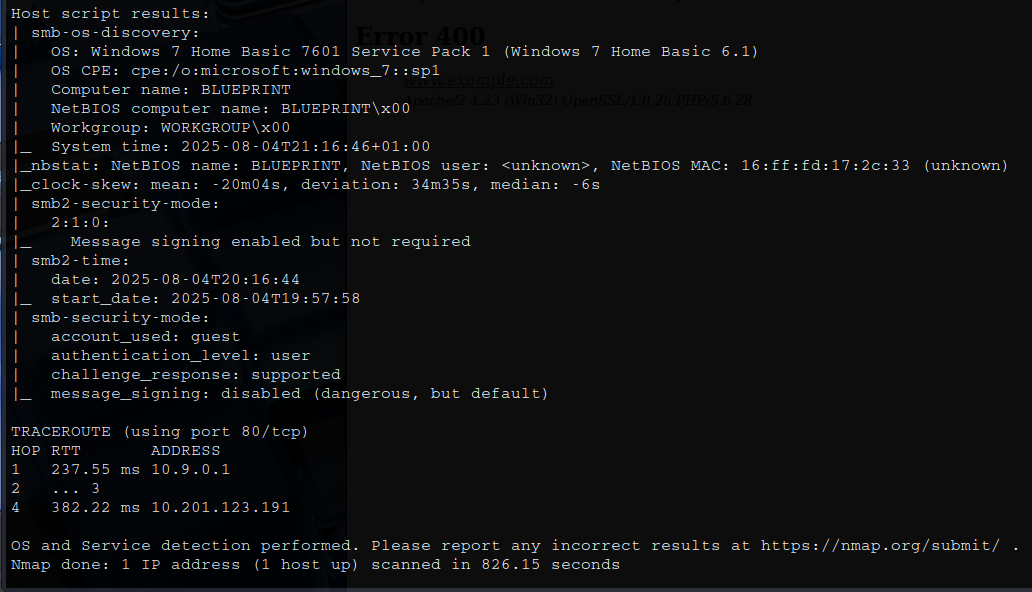 Host script results:
| smb-os-discovery:
|   OS: Windows 7 Home Basic 7601 Service Pack 1 (Windows 7 Home Basic 6.1)
|   OS CPE: cpe:/o:microsoft:windows_7::sp1
|   Computer name: BLUEPRINT
|   NetBIOS computer name: BLUEPRINT\x00
|   Workgroup: WORKGROUP\x00
|_  System time: 2025-08-04T21:16:46+01:00
|_nbstat: NetBIOS name: BLUEPRINT, NetBIOS user: <unknown>, NetBIOS MAC: 16:ff:fd:17:2c:33 (unknown)
|_clock-skew: mean: -20m04s, deviation: 34m35s, median: -6s
| smb2-security-mode:
|   2:1:0:
|_    Message signing enabled but not required
| smb2-time:
|   date: 2025-08-04T20:16:44
|_  start_date: 2025-08-04T19:57:58
| smb-security-mode:
|   account_used: guest
|   authentication_level: user
|   challenge_response: supported
|_  message_signing: disabled (dangerous, but default)
TRACEROUTE (using port 80/tcp)
HOP RTT       ADDRESS
1   237.55 ms 10.9.0.1
2   ... 3
4   382.22 ms 10.201.123.191
OS and Service detection performed. Please report any incorrect results at https://nmap.org/submit/ .
Nmap done: 1 IP address (1 host up) scanned in 826.15 seconds
Error 400
www.example.com
Apache/2.4.23 (Win32) OpenSSL/1.0.2h PHP/5.6.28